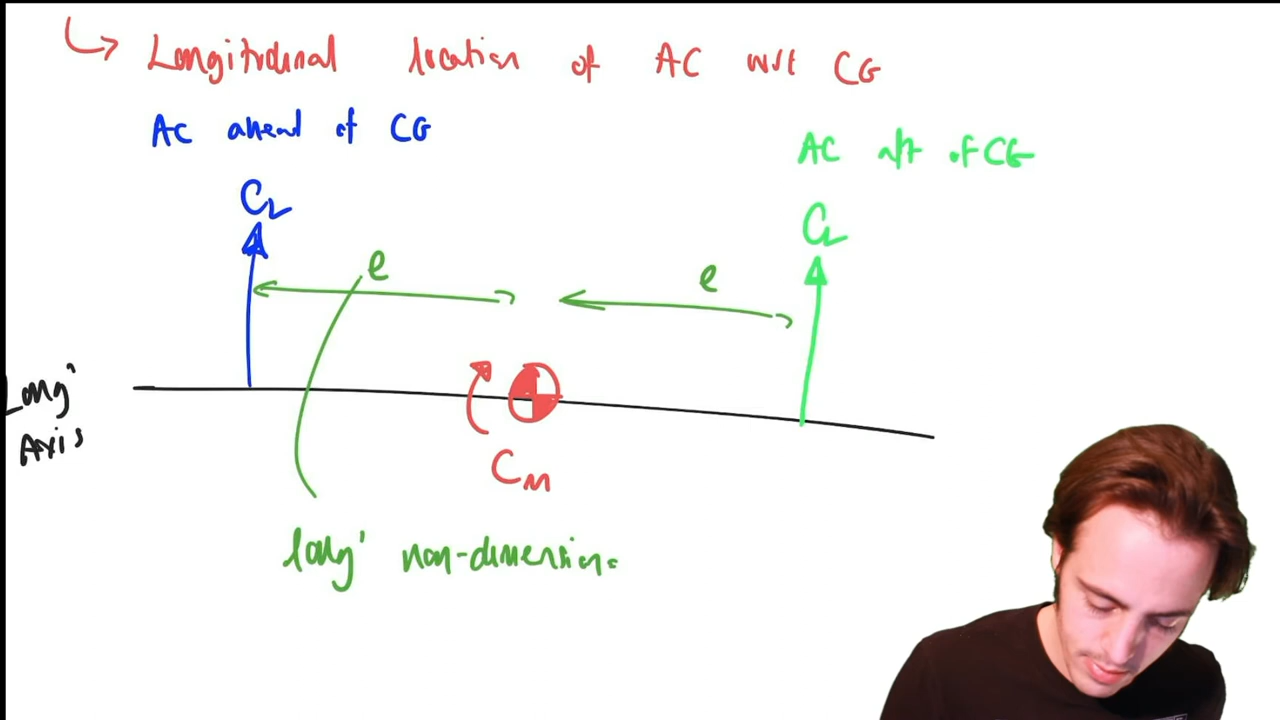 Longitudinal location of AC wrt CG
AC ahead of CG
AC aft of CG
CL
CL
e
e
Long'
Axis
CM
long' non-dimensiona